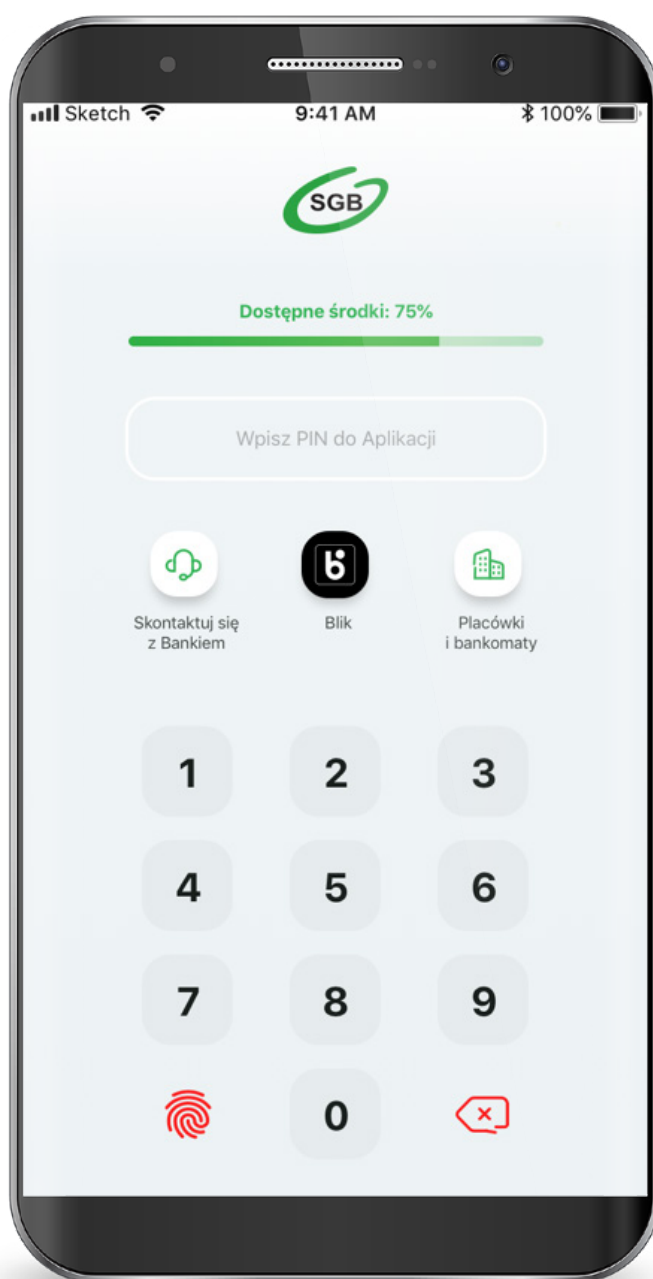 Sketch 9:41 AM 100%
SGB
Dostępne środki: 75%
Wpisz PIN do Aplikacji
Skontaktuj się
z Bankiem
Blik
Placówki
i bankomaty
1 2 3
4 5 6
7 8 9
0